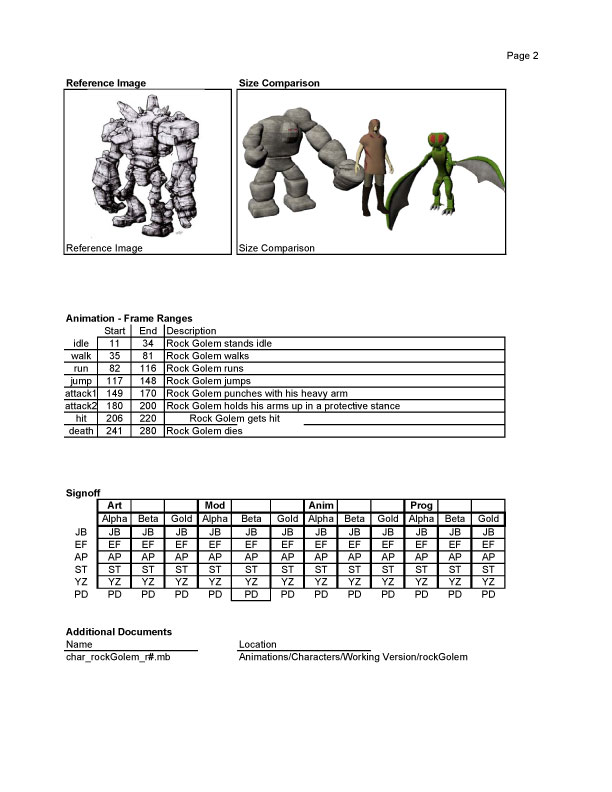 Page 2
Reference Image Size Comparison
Reference Image Size Comparison
Animation - Frame Ranges
Start End Description
idle 11 34 Rock Golem stands idle
walk 35 81 Rock Golem walks
run 82 116 Rock Golem runs
jump 117 148 Rock Golem jumps
attack1 149 170 Rock Golem punches with his heavy arm
attack2 180 200 Rock Golem holds his arms up in a protective stance
hit 206 220 Rock Golem gets hit
death 241 280 Rock Golem dies
Signoff
Art Mod Anim Prog
Alpha Beta Gold Alpha Beta Gold Alpha Beta Gold Alpha Beta Gold
JB JB JB JB JB JB JB JB JB JB JB JB JB
EF EF EF EF EF EF EF EF EF EF EF EF EF
AP AP AP AP AP AP AP AP AP AP AP AP AP
ST ST ST ST ST ST ST ST ST ST ST ST ST
YZ YZ YZ YZ YZ YZ YZ YZ YZ YZ YZ YZ YZ
PD PD PD PD PD PD PD PD PD PD PD PD PD
Additional Documents
Name Location
char_rockGolem_r#.mb Animations/Characters/Working Version/rockGolem